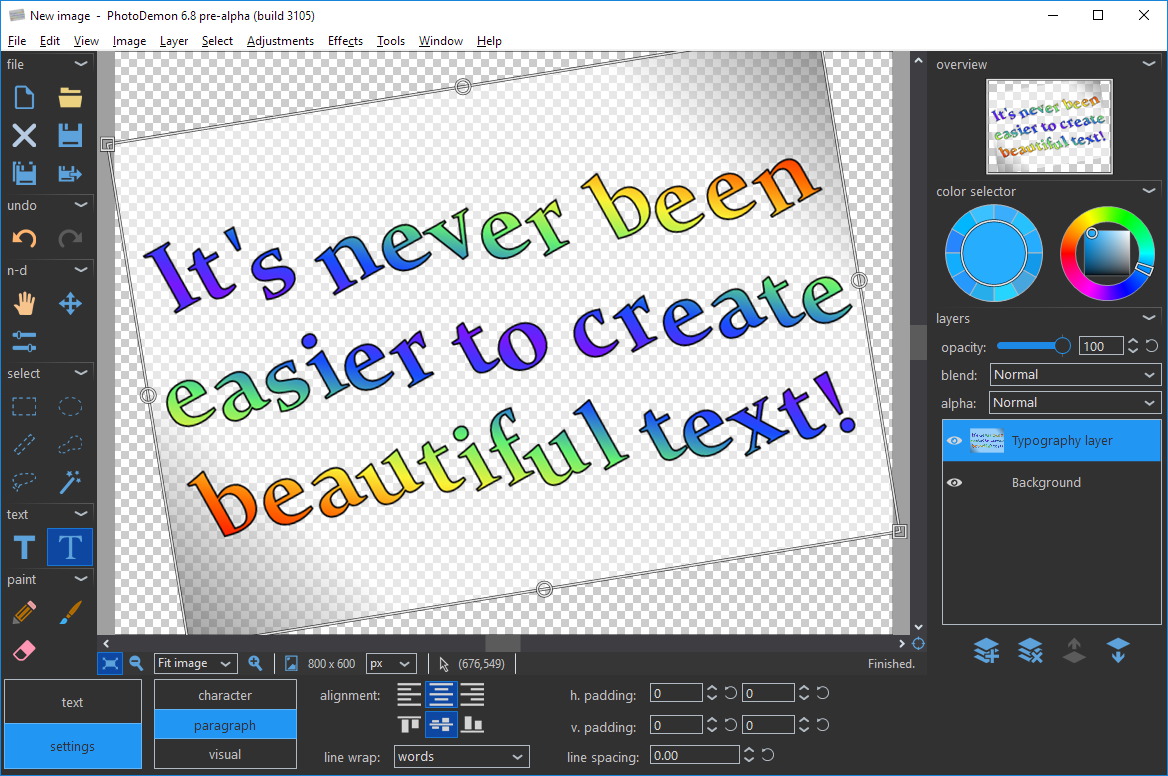 New image - PhotoDemon 6.8 pre-alpha (build 3105)
File Edit View Image Layer Select Adjustments Effects Tools Window Help
file
undo
n-d
select
text
paint
It's never been
easier to create
beautiful text!
overview
It's never been
easier to create
beautiful text!
color selector
layers
opacity: 100
blend: Normal
alpha: Normal
Typography layer
Background
Fit image 800 x 600 px (676,549) Finished.
text
settings
character
paragraph
visual
alignment:
line wrap: words
h. padding: 0 0
v. padding: 0 0
line spacing: 0.00